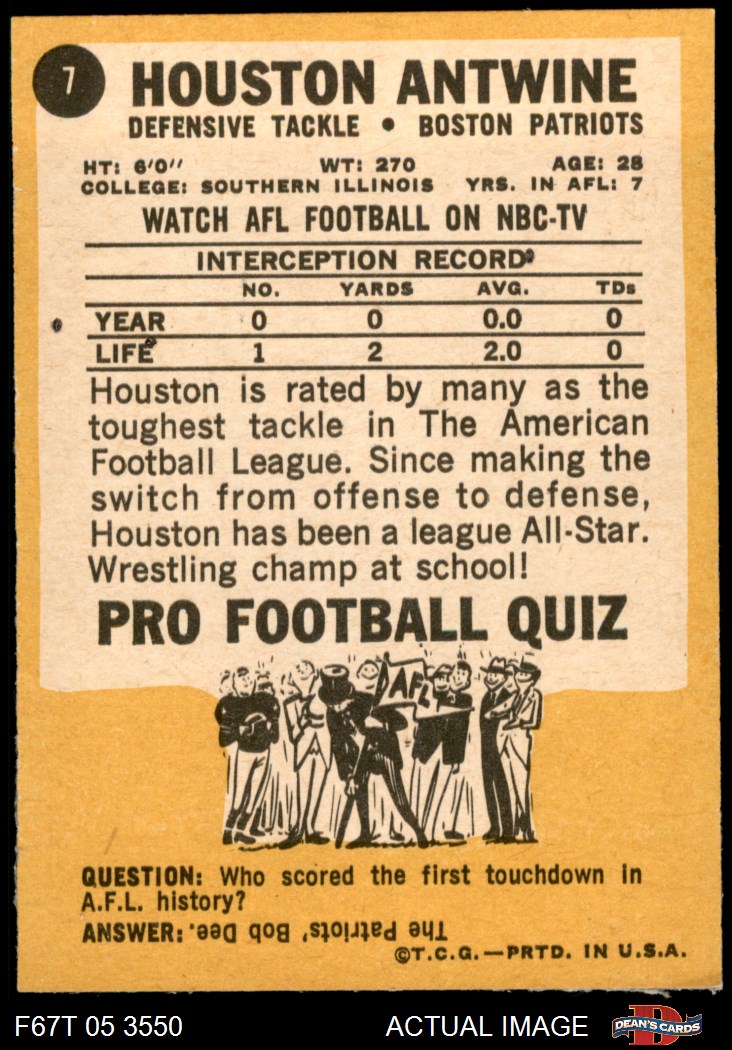 7
HOUSTON ANTWINE
DEFENSIVE TACKLE • BOSTON PATRIOTS
HT: 6'0'' WT: 270 AGE: 28
COLLEGE: SOUTHERN ILLINOIS YRS. IN AFL: 7
WATCH AFL FOOTBALL ON NBC-TV
INTERCEPTION RECORD
NO. YARDS AVG. TDs
YEAR 0 0 0.0 0
LIFE 1 2 2.0 0
Houston is rated by many as the
toughest tackle in The American
Football League. Since making the
switch from offense to defense,
Houston has been a league All-Star.
Wrestling champ at school!
PRO FOOTBALL QUIZ
AFL
QUESTION: Who scored the first touchdown in
A.F.L. history?
ANSWER: The Patriots' Bob Dee.
©T.C.G.—PRTD. IN U.S.A.
F67T 05 3550 ACTUAL IMAGE D DEAN'S CARDS